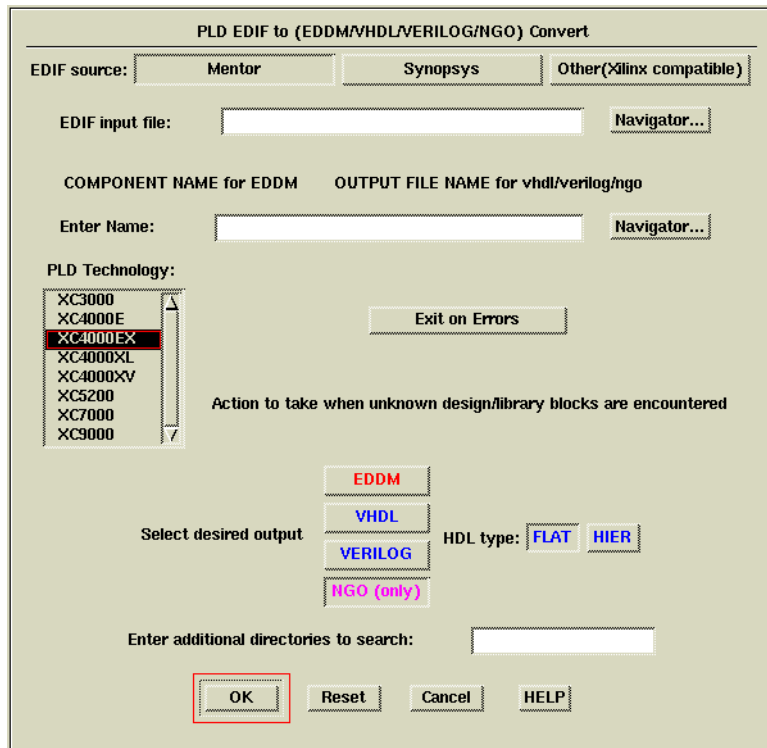 PLD EDIF to (EDDM/VHDL/VERILOG/NGO) Convert
EDIF source: Mentor Synopsys Other(Xilinx compatible)
EDIF input file: Navigator...
COMPONENT NAME for EDDM OUTPUT FILE NAME for vhdl/verilog/ngo
Enter Name: Navigator...
PLD Technology:
XC3000
XC4000E
XC4000EX
XC4000XL
XC4000XV
XC5200
XC7000
XC9000
Exit on Errors
Action to take when unknown design/library blocks are encountered
Select desired output
EDDM
VHDL
VERILOG
NGO (only)
HDL type: FLAT HIER
Enter additional directories to search:
OK Reset Cancel HELP